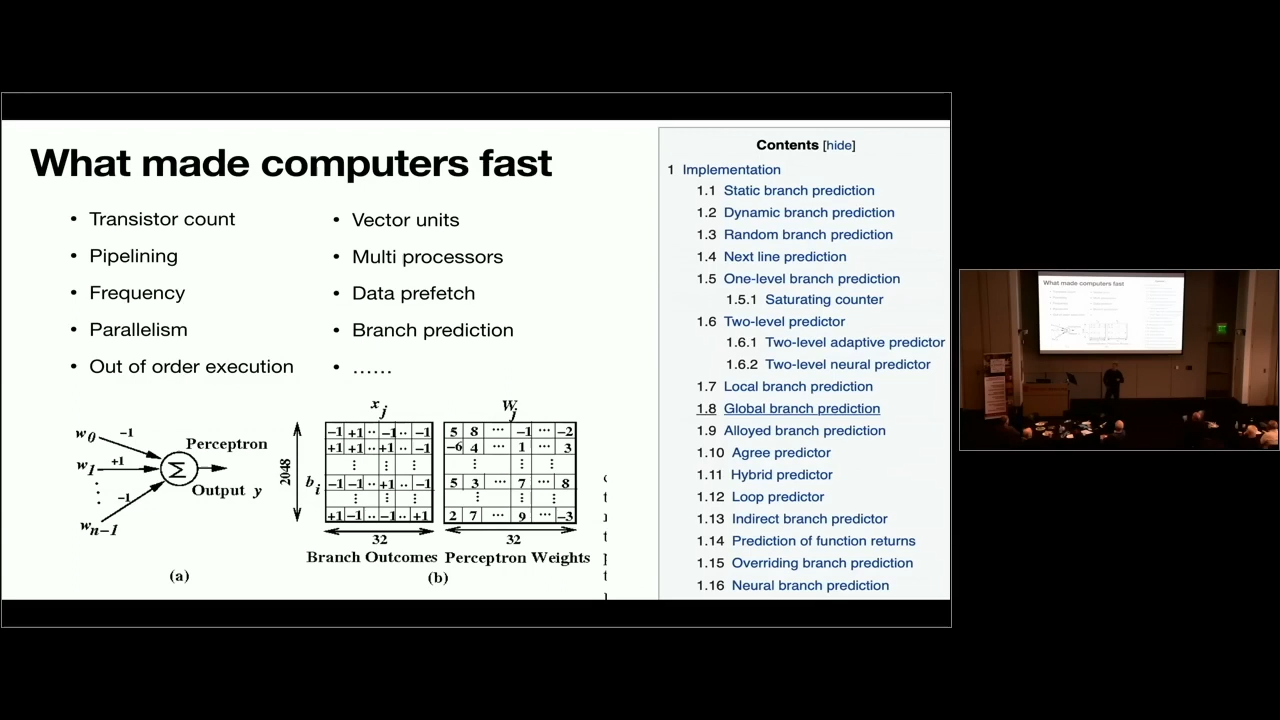 What made computers fast
• Transistor count
• Pipelining
• Frequency
• Parallelism
• Out of order execution
• Vector units
• Multi processors
• Data prefetch
• Branch prediction
• ……
w0
−1
w1
+1
wn−1
−1
Σ
Perceptron
Output y
(a)
xj
Wj
2048
bi
−1 +1 ·· −1 ·· −1
+1 +1 ·· −1 ·· −1
−1 −1 ·· +1 ·· −1
+1 −1 ·· −1 ·· +1
5 8 ··· −1 ··· −2
−6 4 ··· 1 ··· 3
5 3 ··· 7 ··· 8
2 7 ··· 9 ··· −3
32
32
Branch Outcomes
Perceptron Weights
(b)
Contents [hide]
1 Implementation
1.1 Static branch prediction
1.2 Dynamic branch prediction
1.3 Random branch prediction
1.4 Next line prediction
1.5 One-level branch prediction
1.5.1 Saturating counter
1.6 Two-level predictor
1.6.1 Two-level adaptive predictor
1.6.2 Two-level neural predictor
1.7 Local branch prediction
1.8 Global branch prediction
1.9 Alloyed branch prediction
1.10 Agree predictor
1.11 Hybrid predictor
1.12 Loop predictor
1.13 Indirect branch predictor
1.14 Prediction of function returns
1.15 Overriding branch prediction
1.16 Neural branch prediction
What made computers fast